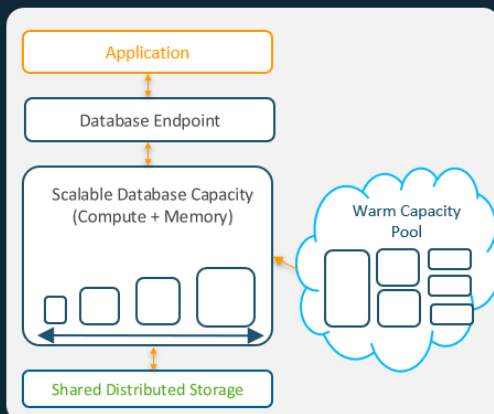 Application
Database Endpoint
Scalable Database Capacity
(Compute + Memory)
Warm Capacity
Pool
Shared Distributed Storage